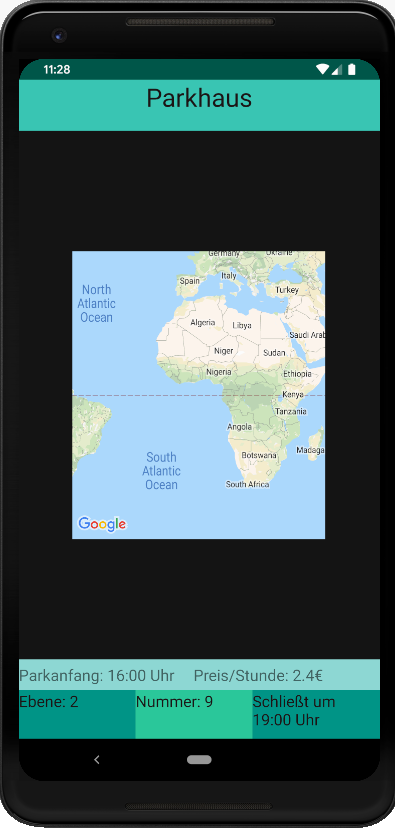 11:28
Parkhaus
Germany
Ukraine
Spain
Italy
Turkey
North
Atlantic
Ocean
Algeria
Libya
Saudi Arab
Niger
Sudan
Nigeria
Ethiopia
Kenya
Tanzania
Angola
South
Atlantic
Ocean
Botswana
Madaga
South Africa
Google
Parkanfang: 16:00 Uhr Preis/Stunde: 2.4€
Ebene: 2
Nummer: 9
Schließt um
19:00 Uhr